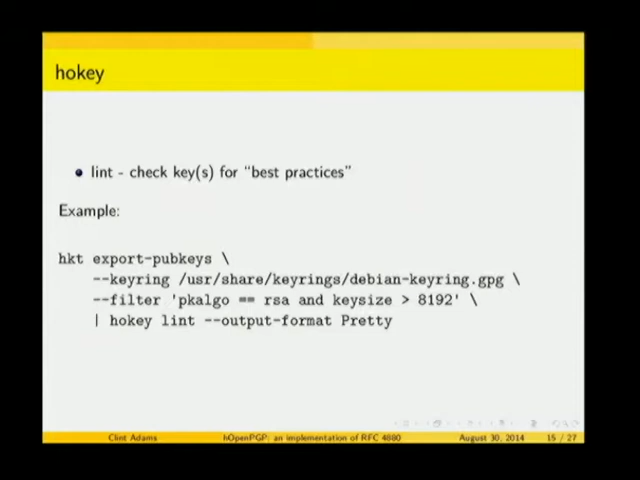 hokey
lint - check key(s) for “best practices”
Example:
hkt export-pubkeys \
--keyring /usr/share/keyrings/debian-keyring.gpg \
--filter 'pkalgo == rsa and keysize > 8192' \
| hokey lint --output-format Pretty
Clint Adams hOpenPGP: an implementation of RFC 4880 August 30, 2014 15 / 27